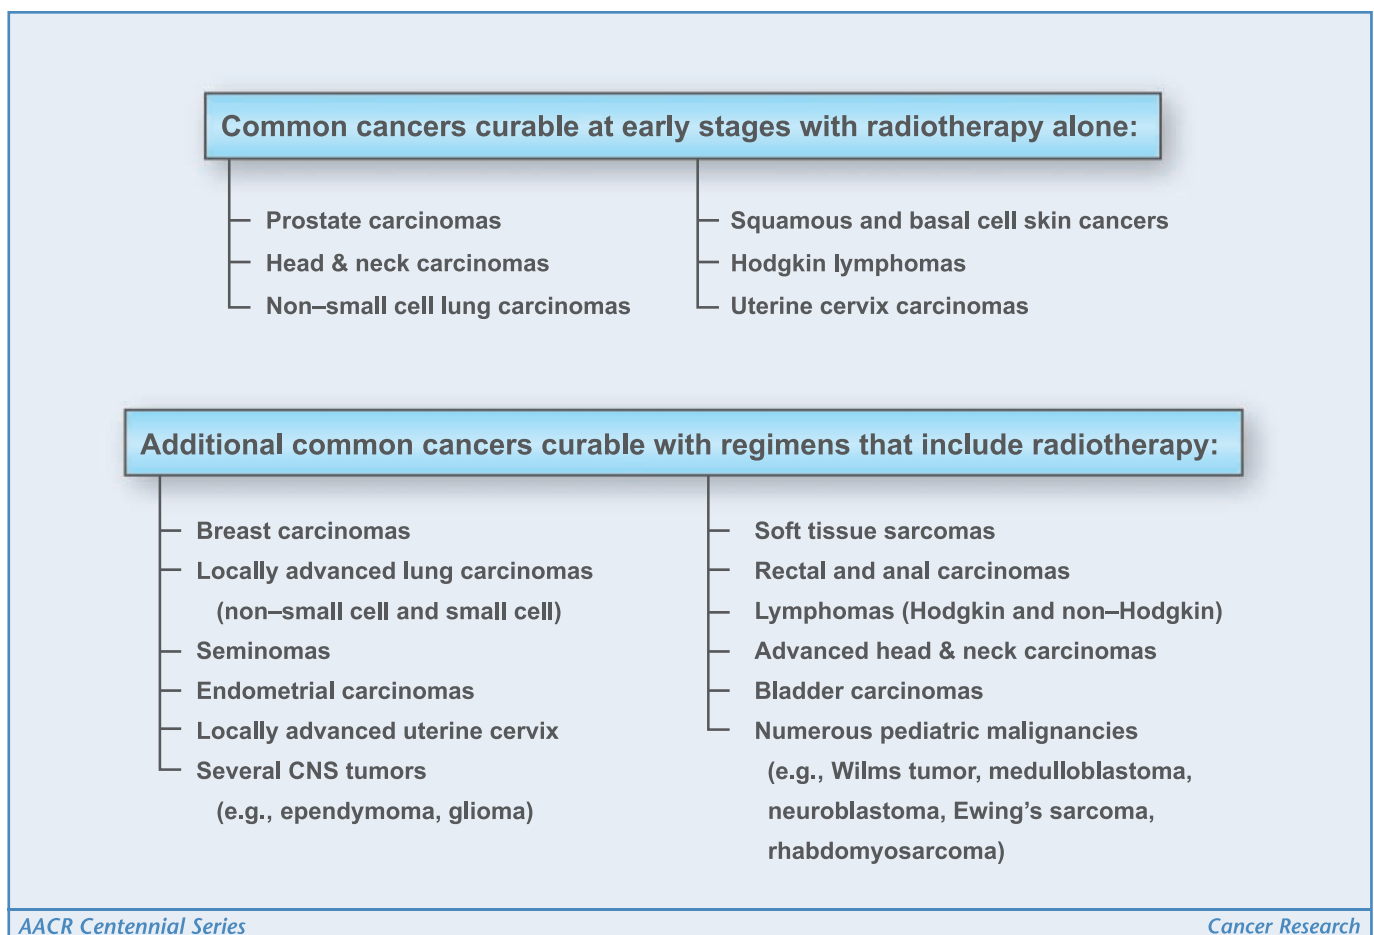 Common cancers curable at early stages with radiotherapy alone:
Prostate carcinomas
Head & neck carcinomas
Non–small cell lung carcinomas
Squamous and basal cell skin cancers
Hodgkin lymphomas
Uterine cervix carcinomas
Additional common cancers curable with regimens that include radiotherapy:
Breast carcinomas
Locally advanced lung carcinomas
(non–small cell and small cell)
Seminomas
Endometrial carcinomas
Locally advanced uterine cervix
Several CNS tumors
(e.g., ependymoma, glioma)
Soft tissue sarcomas
Rectal and anal carcinomas
Lymphomas (Hodgkin and non–Hodgkin)
Advanced head & neck carcinomas
Bladder carcinomas
Numerous pediatric malignancies
(e.g., Wilms tumor, medulloblastoma,
neuroblastoma, Ewing's sarcoma,
rhabdomyosarcoma)
AACR Centennial Series
Cancer Research